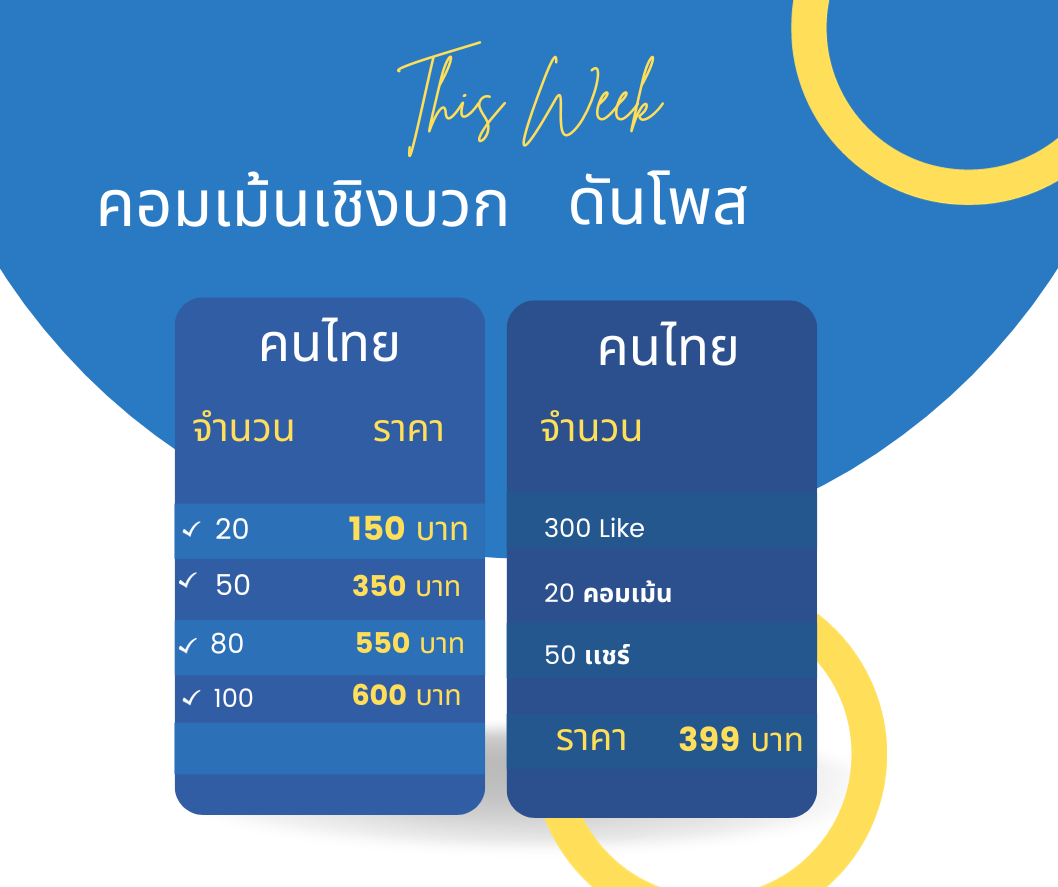 This Week
คอมเม้นเชิงบวก ดันโพส
คนไทย
จำนวน ราคา
20 150 บาท
50 350 บาท
80 550 บาท
100 600 บาท
คนไทย
จำนวน
300 Like
20 คอมเม้น
50 แชร์
ราคา 399 บาท